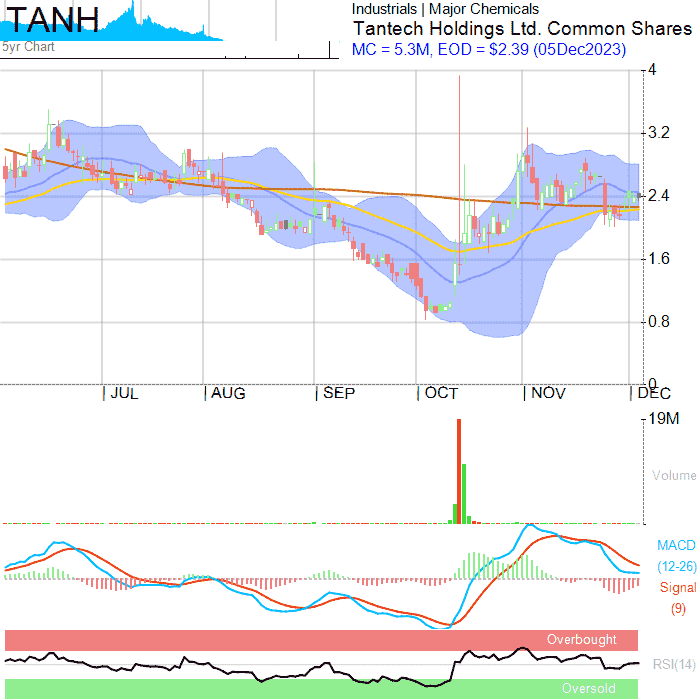 TANH
5yr Chart
Industrials | Major Chemicals
Tantech Holdings Ltd. Common Shares
MC = 5.3M, EOD = $2.39 (05Dec2023)
4
3.2
2.4
1.6
0.8
0
JUL AUG SEP OCT NOV DEC
19M
Volume
MACD
(12-26)
Signal
(9)
Overbought
RSI(14)
Oversold